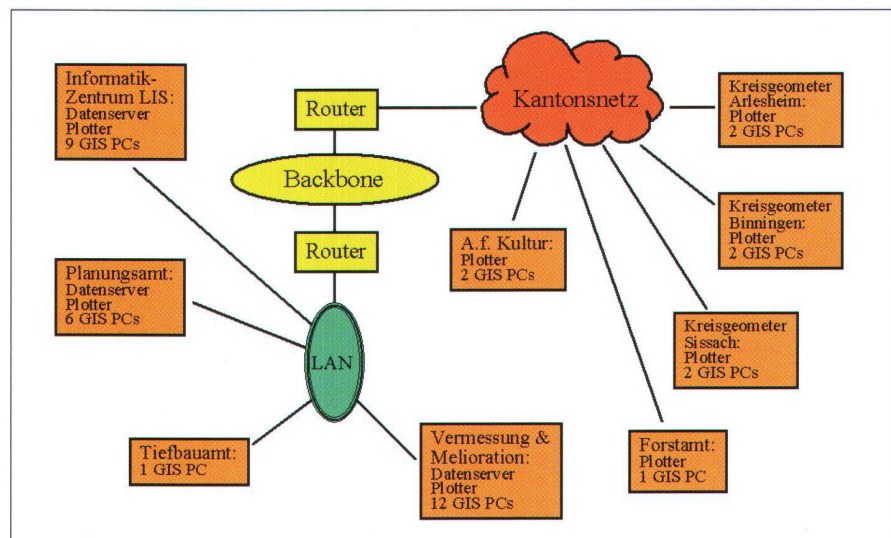 Informatik-
Zentrum LIS:
Datenserver
Plotter
9 GIS PCs
Router
Kantonsnetz
Kreisgeometer
Arlesheim:
Plotter
2 GIS PCs
Backbone
Kreisgeometer
Binningen:
Plotter
2 GIS PCs
Router
A.f. Kultur:
Plotter
2 GIS PCs
Planungsamt:
Datenserver
Plotter
6 GIS PCs
Kreisgeometer
Sissach:
Plotter
2 GIS PCs
LAN
Tiefbauamt:
1 GIS PC
Vermessung &
Melioration:
Datenserver
Plotter
12 GIS PCs
Forstamt:
Plotter
1 GIS PC